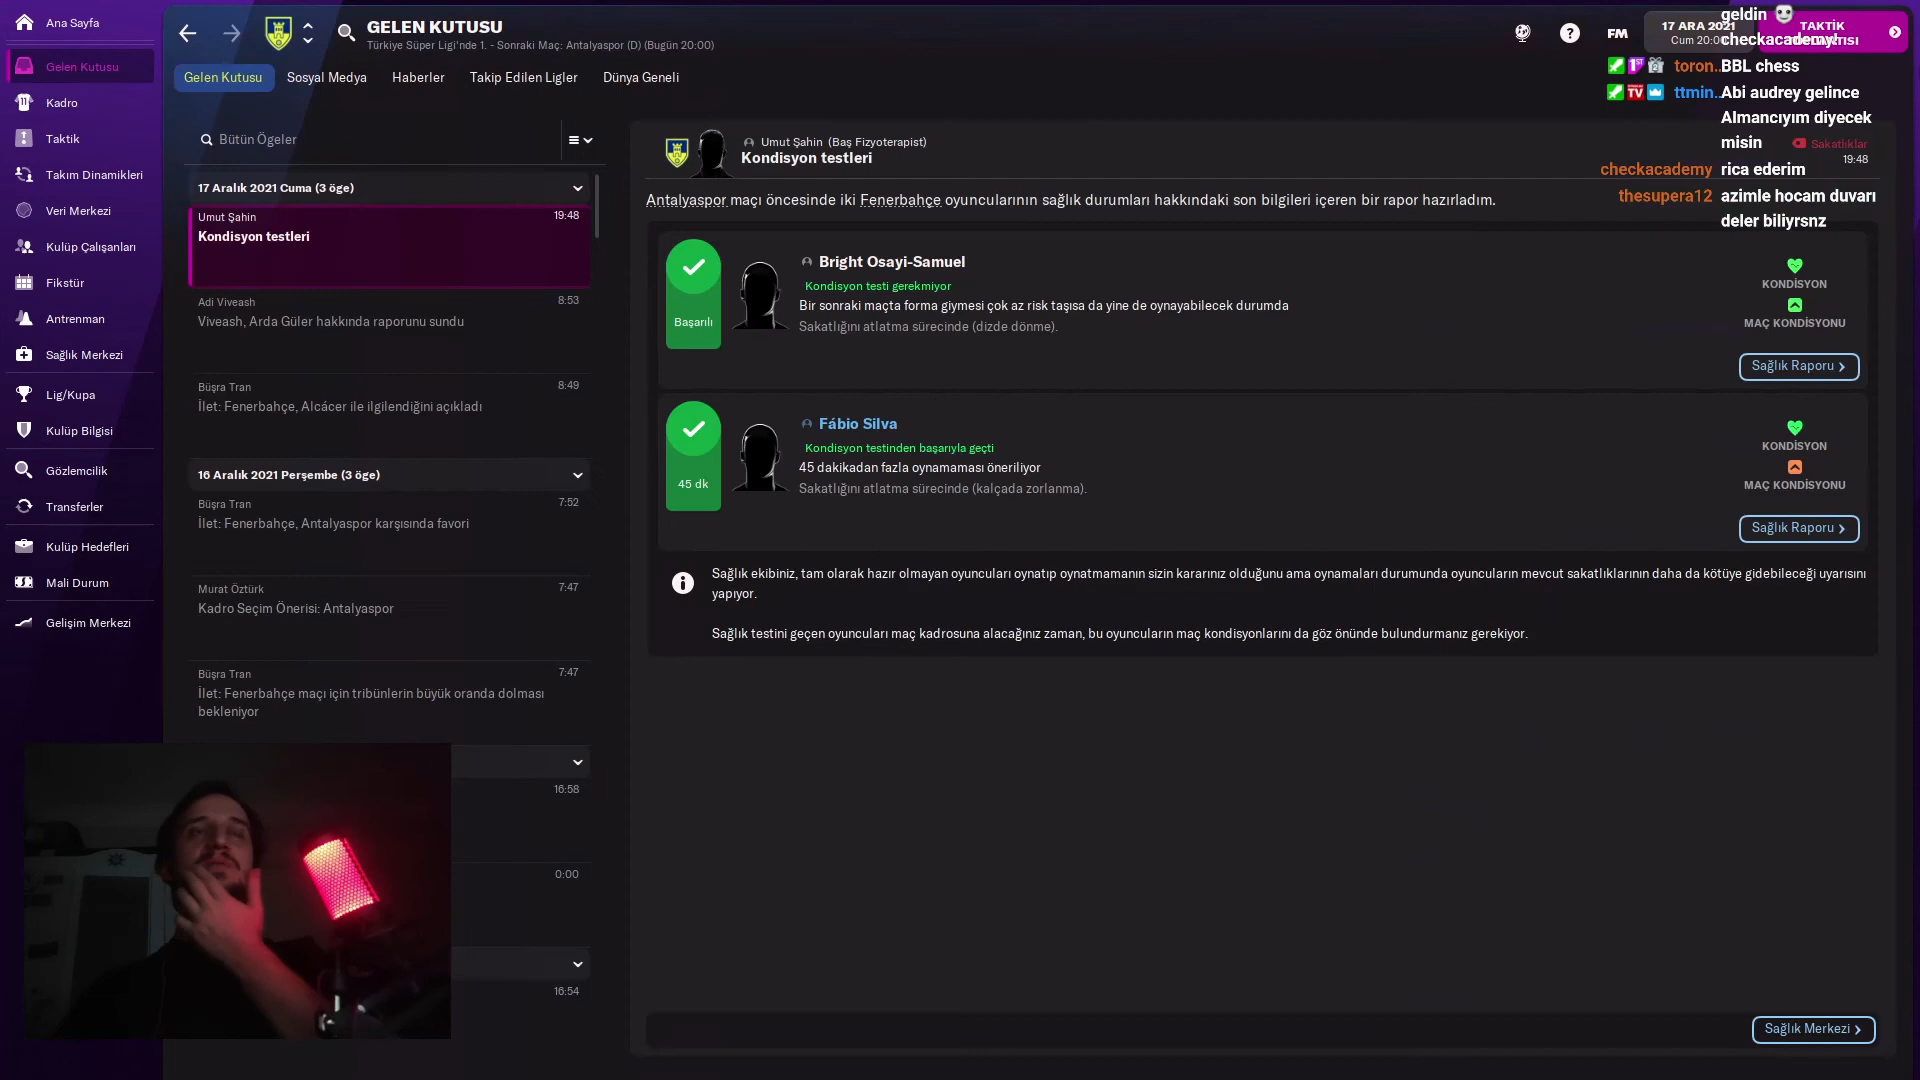 Ana Sayfa
Gelen Kutusu
Kadro
Taktik
Takım Dinamikleri
Veri Merkezi
Kulüp Çalışanları
Fikstür
Antrenman
Sağlık Merkezi
Lig/Kupa
Kulüp Bilgisi
Gözlemcilik
Transferler
Kulüp Hedefleri
Mali Durum
Gelişim Merkezi
GELEN KUTUSU
Türkiye Süper Ligi'nde 1. - Sonraki Maç: Antalyaspor (D) (Bugün 20:00)
FM
17 ARA 2021
Cum 20:00
TAKTİK
Gelen Kutusu
Sosyal Medya
Haberler
Takip Edilen Ligler
Dünya Geneli
Bütün Ögeler
17 Aralık 2021 Cuma (3 öge)
Umut Şahin 19:48
Kondisyon testleri
Adi Viveash 8:53
Viveash, Arda Güler hakkında raporunu sundu
Büşra Tran 8:49
İlet: Fenerbahçe, Alcácer ile ilgilendiğini açıkladı
16 Aralık 2021 Perşembe (3 öge)
Büşra Tran 7:52
İlet: Fenerbahçe, Antalyaspor karşısında favori
Murat Öztürk 7:47
Kadro Seçim Önerisi: Antalyaspor
Büşra Tran 7:47
İlet: Fenerbahçe maçı için tribünlerin büyük oranda dolması
bekleniyor
16:58
0:00
16:54
Umut Şahin (Baş Fizyoterapist)
Kondisyon testleri
Sakatlıklar
19:48
Antalyaspor maçı öncesinde iki Fenerbahçe oyuncularının sağlık durumları hakkındaki son bilgileri içeren bir rapor hazırladım.
Başarılı
Bright Osayi-Samuel
Kondisyon testi gerekmiyor
Bir sonraki maçta forma giymesi çok az risk taşısa da yine de oynayabilecek durumda
Sakatlığını atlatma sürecinde (dizde dönme).
KONDİSYON
MAÇ KONDİSYONU
Sağlık Raporu
45 dk
Fábio Silva
Kondisyon testinden başarıyla geçti
45 dakikadan fazla oynamaması öneriliyor
Sakatlığını atlatma sürecinde (kalçada zorlanma).
KONDİSYON
MAÇ KONDİSYONU
Sağlık Raporu
Sağlık ekibiniz, tam olarak hazır olmayan oyuncuları oynatıp oynatmamanın sizin kararınız olduğunu ama oynamaları durumunda oyuncuların mevcut sakatlıklarının daha da kötüye gidebileceği uyarısını
yapıyor.
Sağlık testini geçen oyuncuları maç kadrosuna alacağınız zaman, bu oyuncuların maç kondisyonlarını da göz önünde bulundurmanız gerekiyor.
Sağlık Merkezi
geldin
checkacademy!
toron.. BBL chess
ttmin.. Abi audrey gelince
Almancıyım diyecek
misin
checkacademy rica ederim
thesupera12 azimle hocam duvarı
deler biliyrsnz